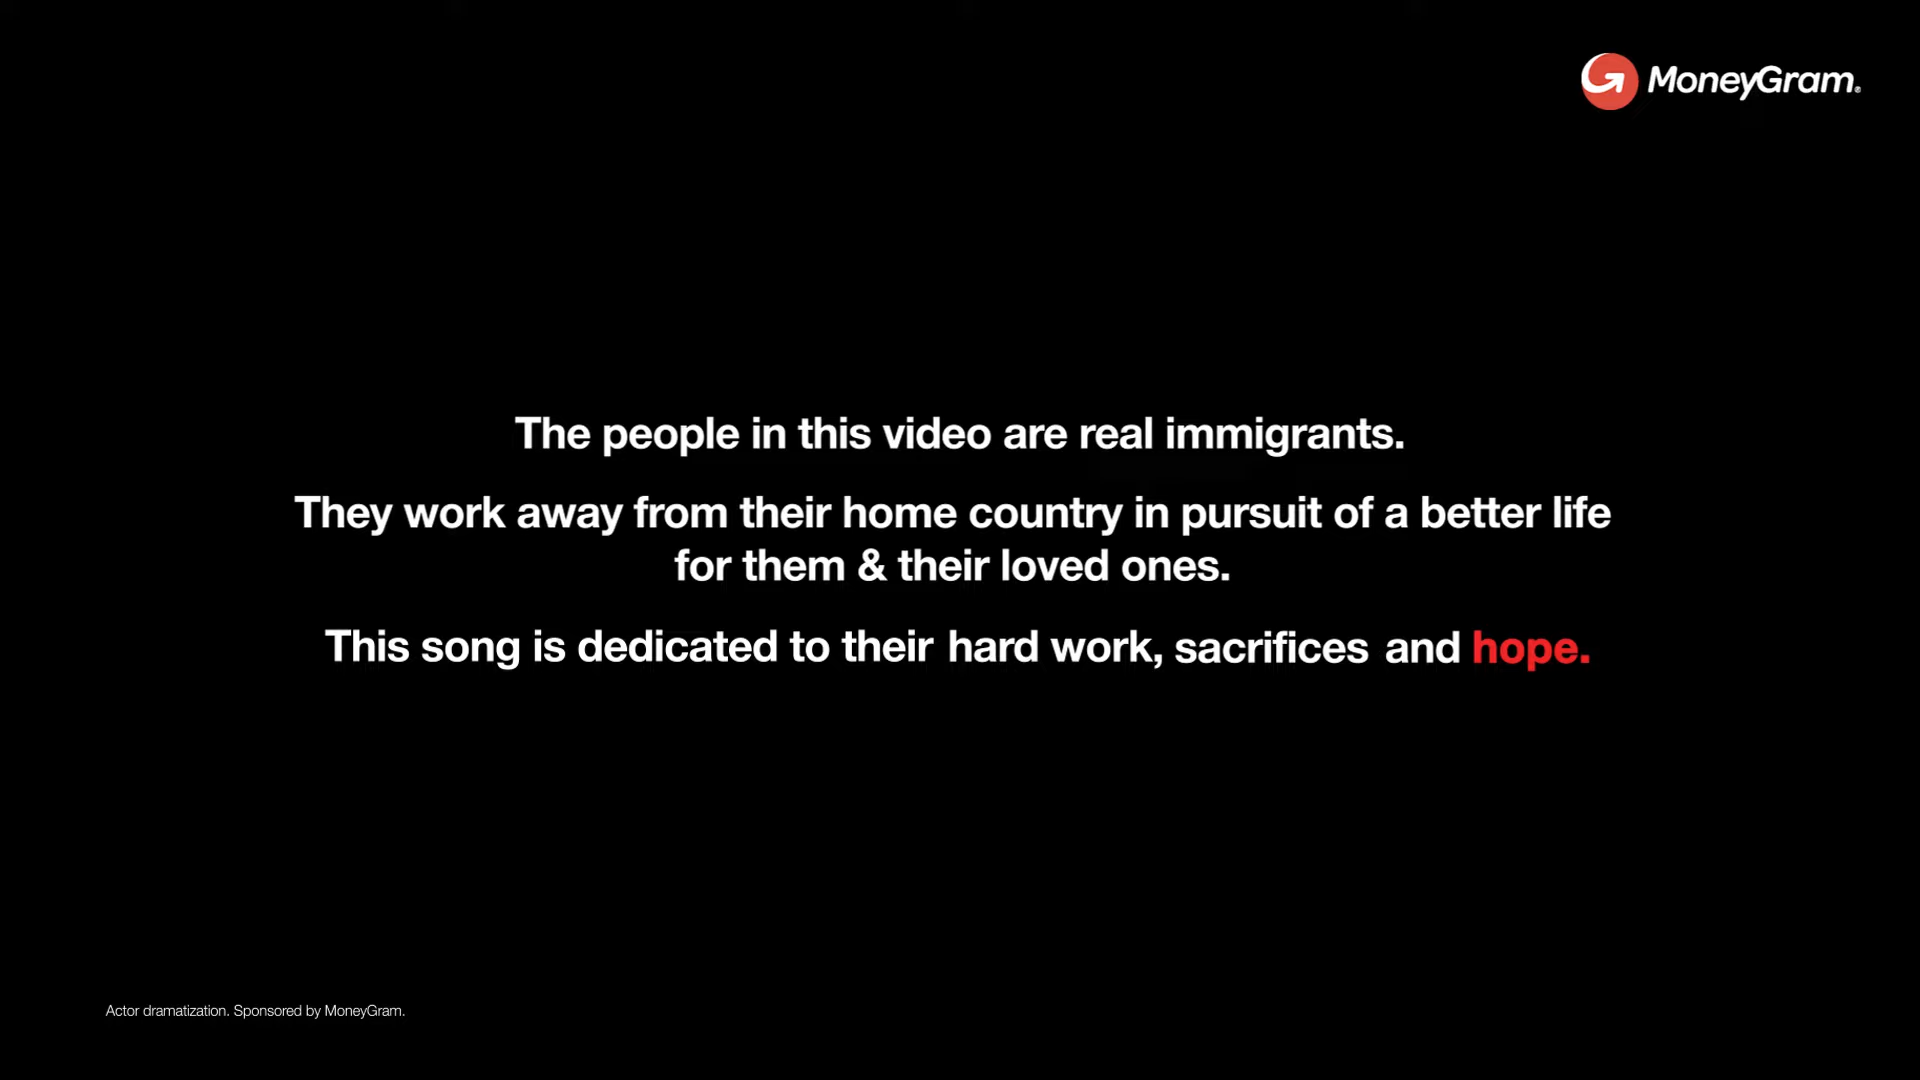 MoneyGram.
The people in this video are real immigrants.
They work away from their home country in pursuit of a better life
for them & their loved ones.
This song is dedicated to their hard work, sacrifices and hope.
Actor dramatization. Sponsored by MoneyGram.